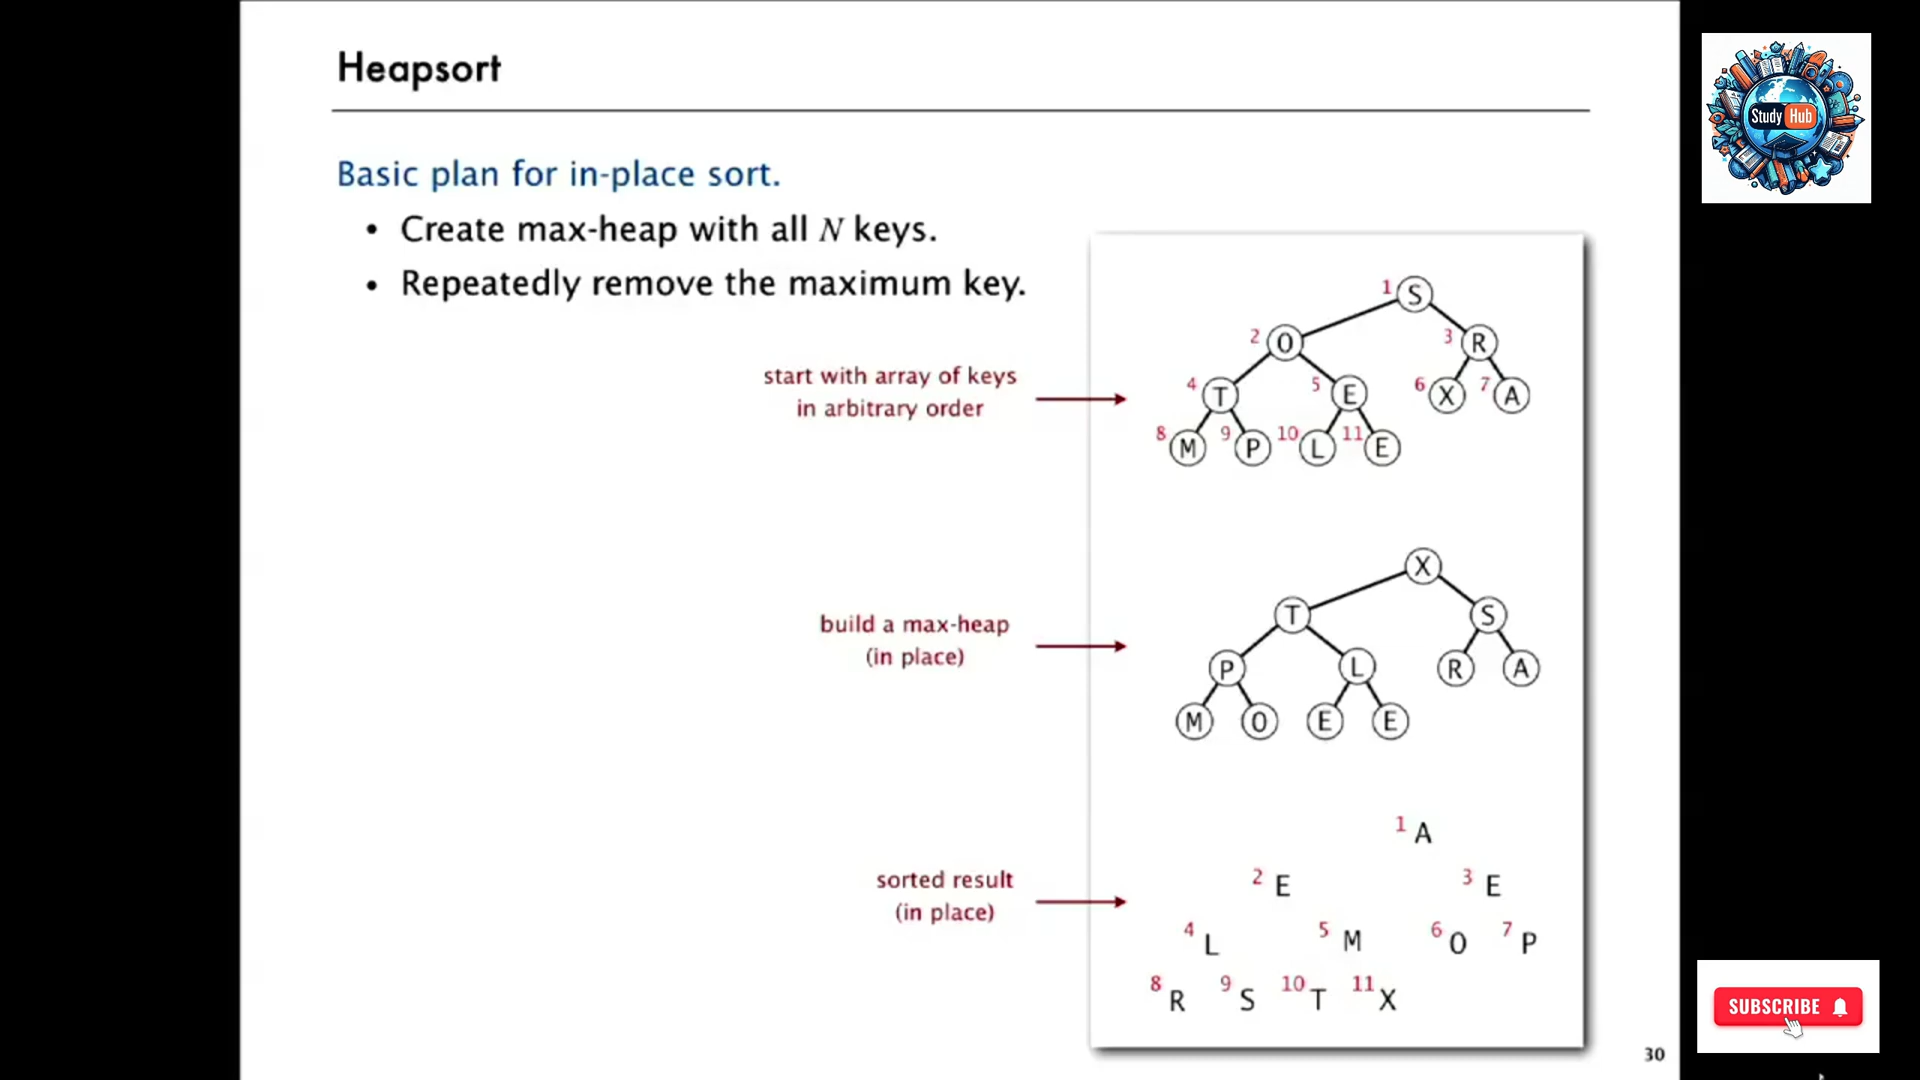 Heapsort
Study Hub
Basic plan for in-place sort.
• Create max-heap with all N keys.
• Repeatedly remove the maximum key.
start with array of keys
in arbitrary order
1 S
2 O 3 R
4 T 5 E 6 X 7 A
8 M 9 P 10 L 11 E
build a max-heap
(in place)
X
T S
P L R A
M O E E
sorted result
(in place)
1 A
2 E 3 E
4 L 5 M 6 O 7 P
8 R 9 S 10 T 11 X
SUBSCRIBE
30